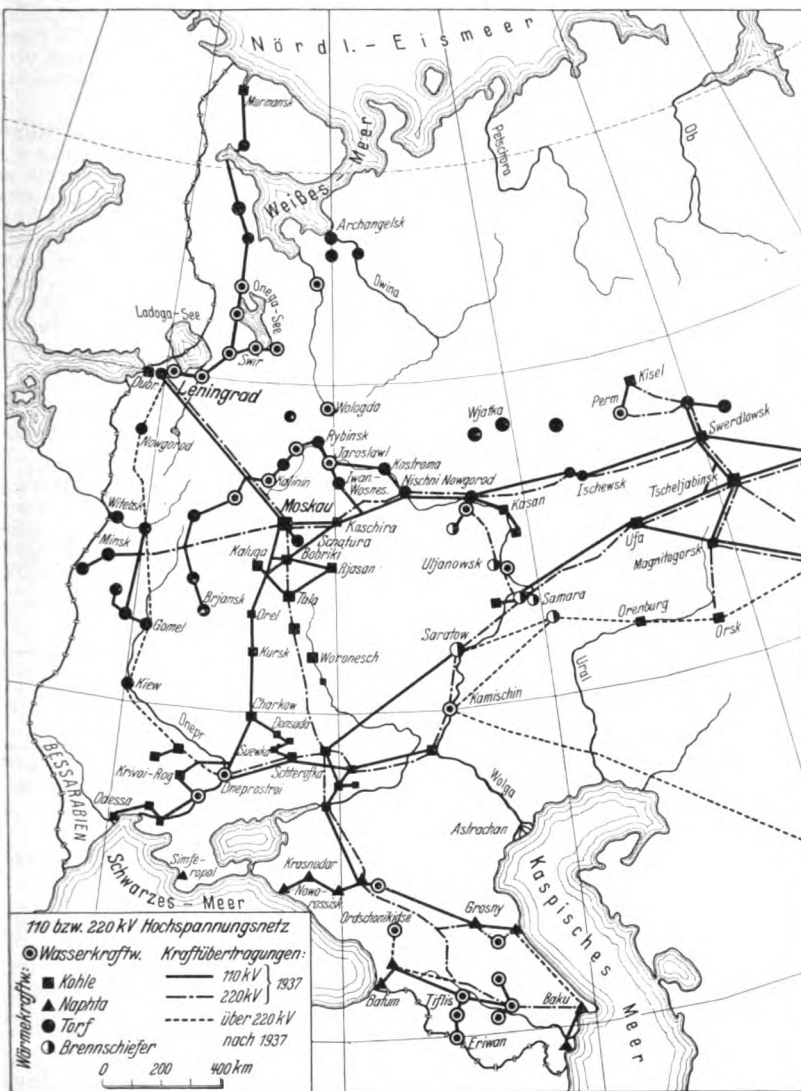 Nördl.-Eismeer
Murmansk
Weißes-Meer
Petschora
Ob
Archangelsk
Dwina
Onega-See
Ladoga-See
Swir
Dubr.
Leningrad
Wologda
Nowgorod
Rybinsk
Jaroslawl
Wjatka
Kisel
Perm
Swerdlowsk
Kalinin
Iwan.-
Wosnes.
Kostroma
Nischni Nowgorod
Ischewsk
Tscheljabinsk
Witebsk
Moskau
Kaschira
Kasan
Minsk
Schatura
Bobriki
Kaluga
Rjasan
Uljanowsk
Ufa
Magnitogorsk
Brjansk
Tula
Samara
Orel
Orenburg
Orsk
Gomel
Kursk
Woronesch
Saratow
Kiew
Kamischin
Ural
Charkow
Dnepr
Suewka
Schterofka
Krivoi-Rog
Dneprostroi
Wolga
BESSARABIEN
Odessa
Astrachan
Schwarzes-Meer
Simfe-
ropol
Krasnodar
Nowo-
rossisk
Kaspisches Meer
Ordschonikidse
Grosny
Batum
Tiflis
Baku
Eriwan
110 bzw. 220 kV Hochspannungsnetz
Wasserkraftw.
Kraftübertragungen:
Wärmekraftw.:
Kohle
110 kV
1937
Naphta
220 kV
Torf
über 220 kV
Brennschiefer
nach 1937
0 200 400 km